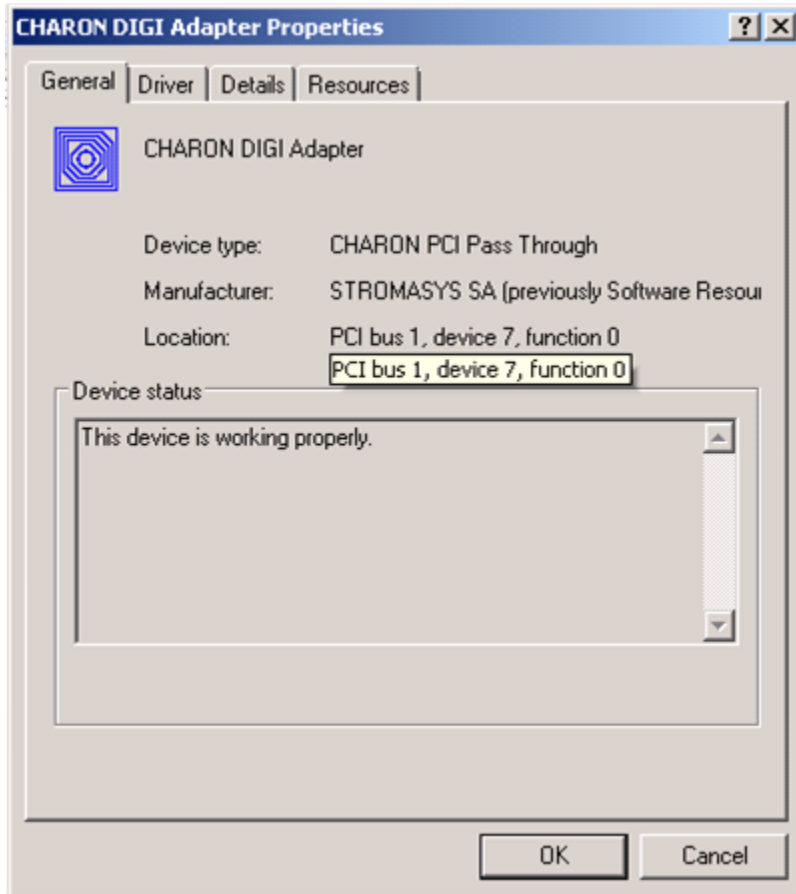 CHARON DIGI Adapter Properties
General Driver Details Resources
CHARON DIGI Adapter
Device type: CHARON PCI Pass Through
Manufacturer: STROMASYS SA (previously Software Resour
Location: PCI bus 1, device 7, function 0
PCI bus 1, device 7, function 0
Device status
This device is working properly.
OK Cancel